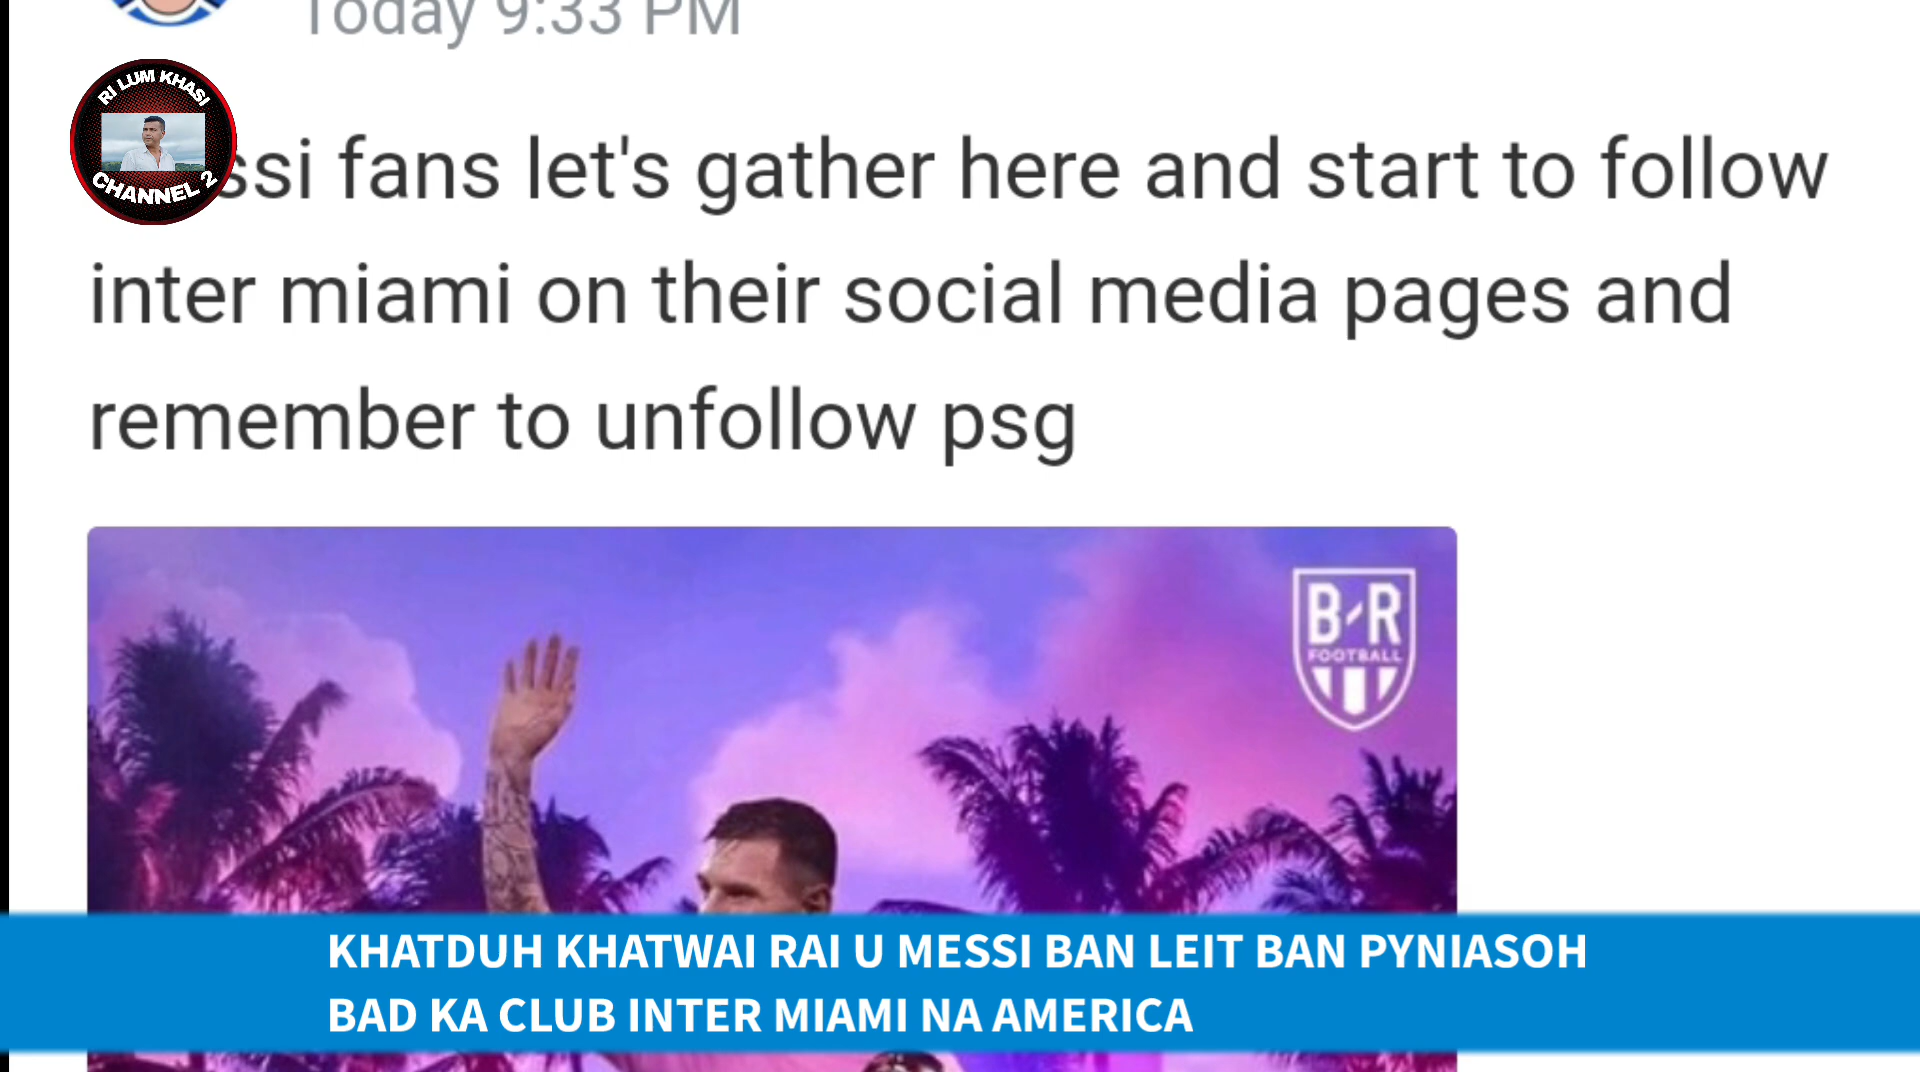 Today 9:33 PM
RI LUM KHASI
CHANNEL 2
ssi fans let's gather here and start to follow
inter miami on their social media pages and
remember to unfollow psg
B/R
FOOTBALL
KHATDUH KHATWAI RAI U MESSI BAN LEIT BAN PYNIASOH
BAD KA CLUB INTER MIAMI NA AMERICA